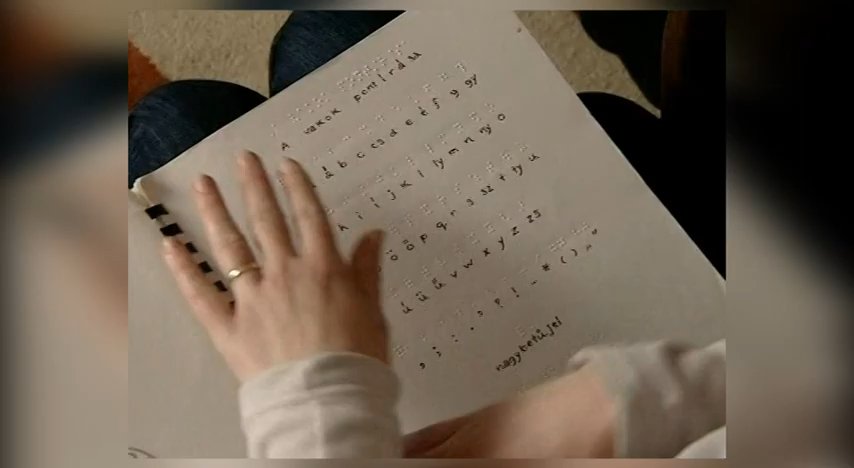 A vakok pontírása
á b c cs d e é f g gy
h i í j k l ly m n ny o
ö ő p q r s sz t ty u
ú ü ű v w x y z zs
, ; : . ? ! - * ( ) „ "
nagybetűjel